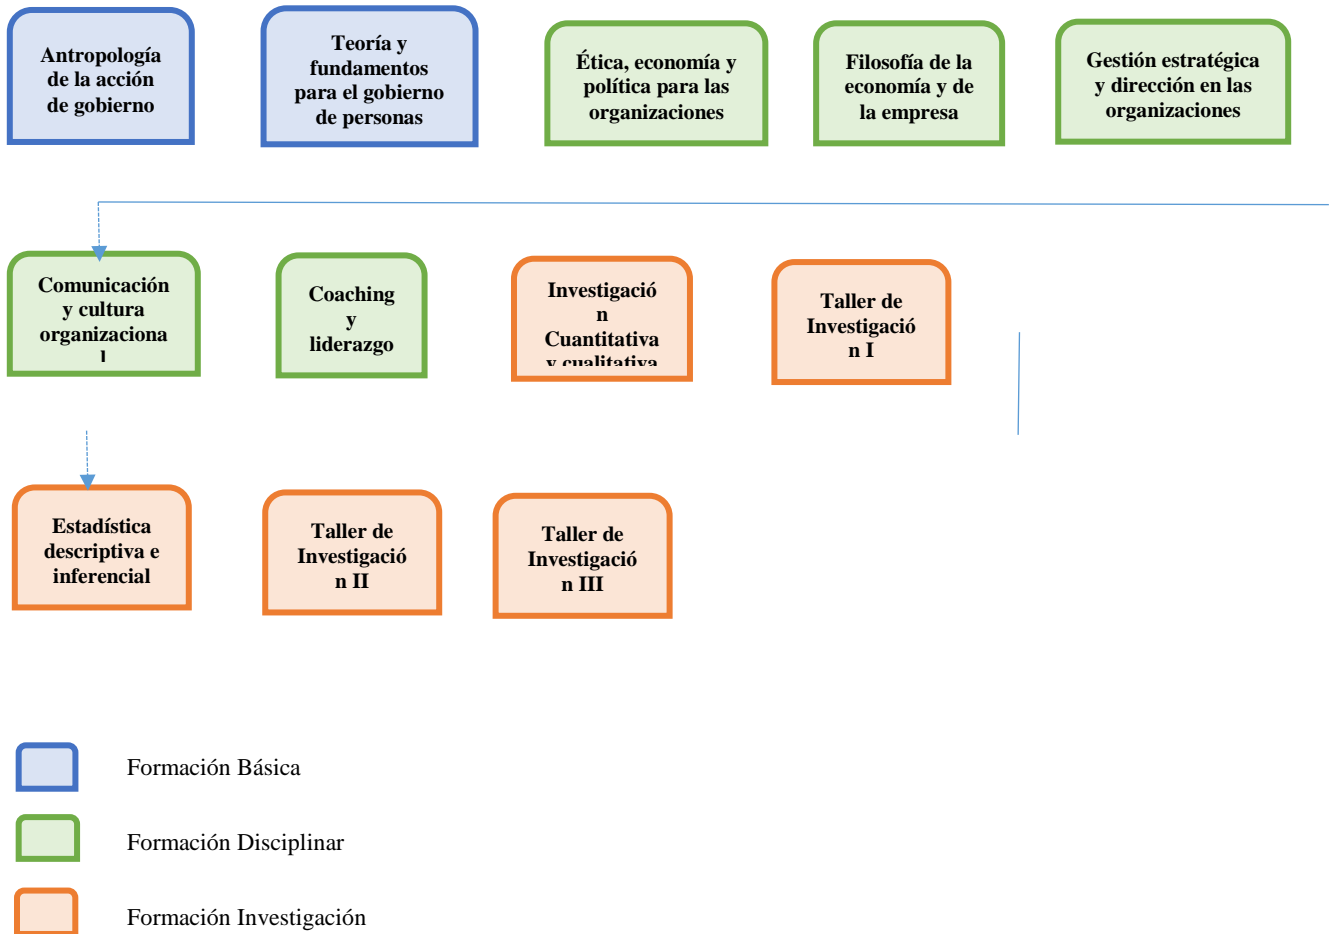 Antropología
de la acción
de gobierno
Teoría y
fundamentos
para el gobierno
de personas
Ética, economía y
política para las
organizaciones
Filosofía de la
economía y de
la empresa
Gestión estratégica
y dirección en las
organizaciones
Comunicación
y cultura
organizaciona
l
Coaching
y
liderazgo
Investigació
n
Cuantitativa
y cualitativa
Taller de
Investigació
n I
Estadística
descriptiva e
inferencial
Taller de
Investigació
n II
Taller de
Investigació
n III
Formación Básica
Formación Disciplinar
Formación Investigación